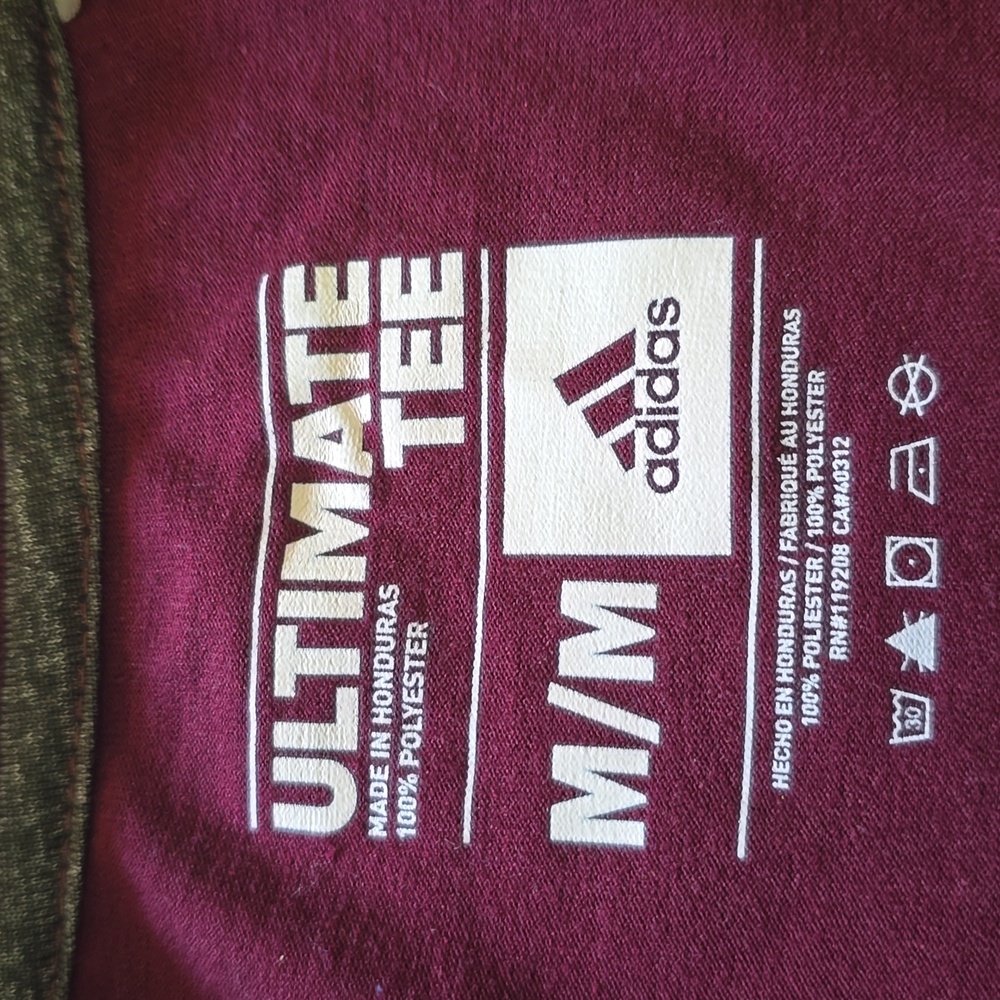 ULTIMATE
MADE IN HONDURAS
100% POLYESTER
TEE
M/M
adidas
HECHO EN HONDURAS / FABRIQUÉ AU HONDURAS
100% POLIESTER / 100% POLYESTER
RN#119208 CA#40312
30